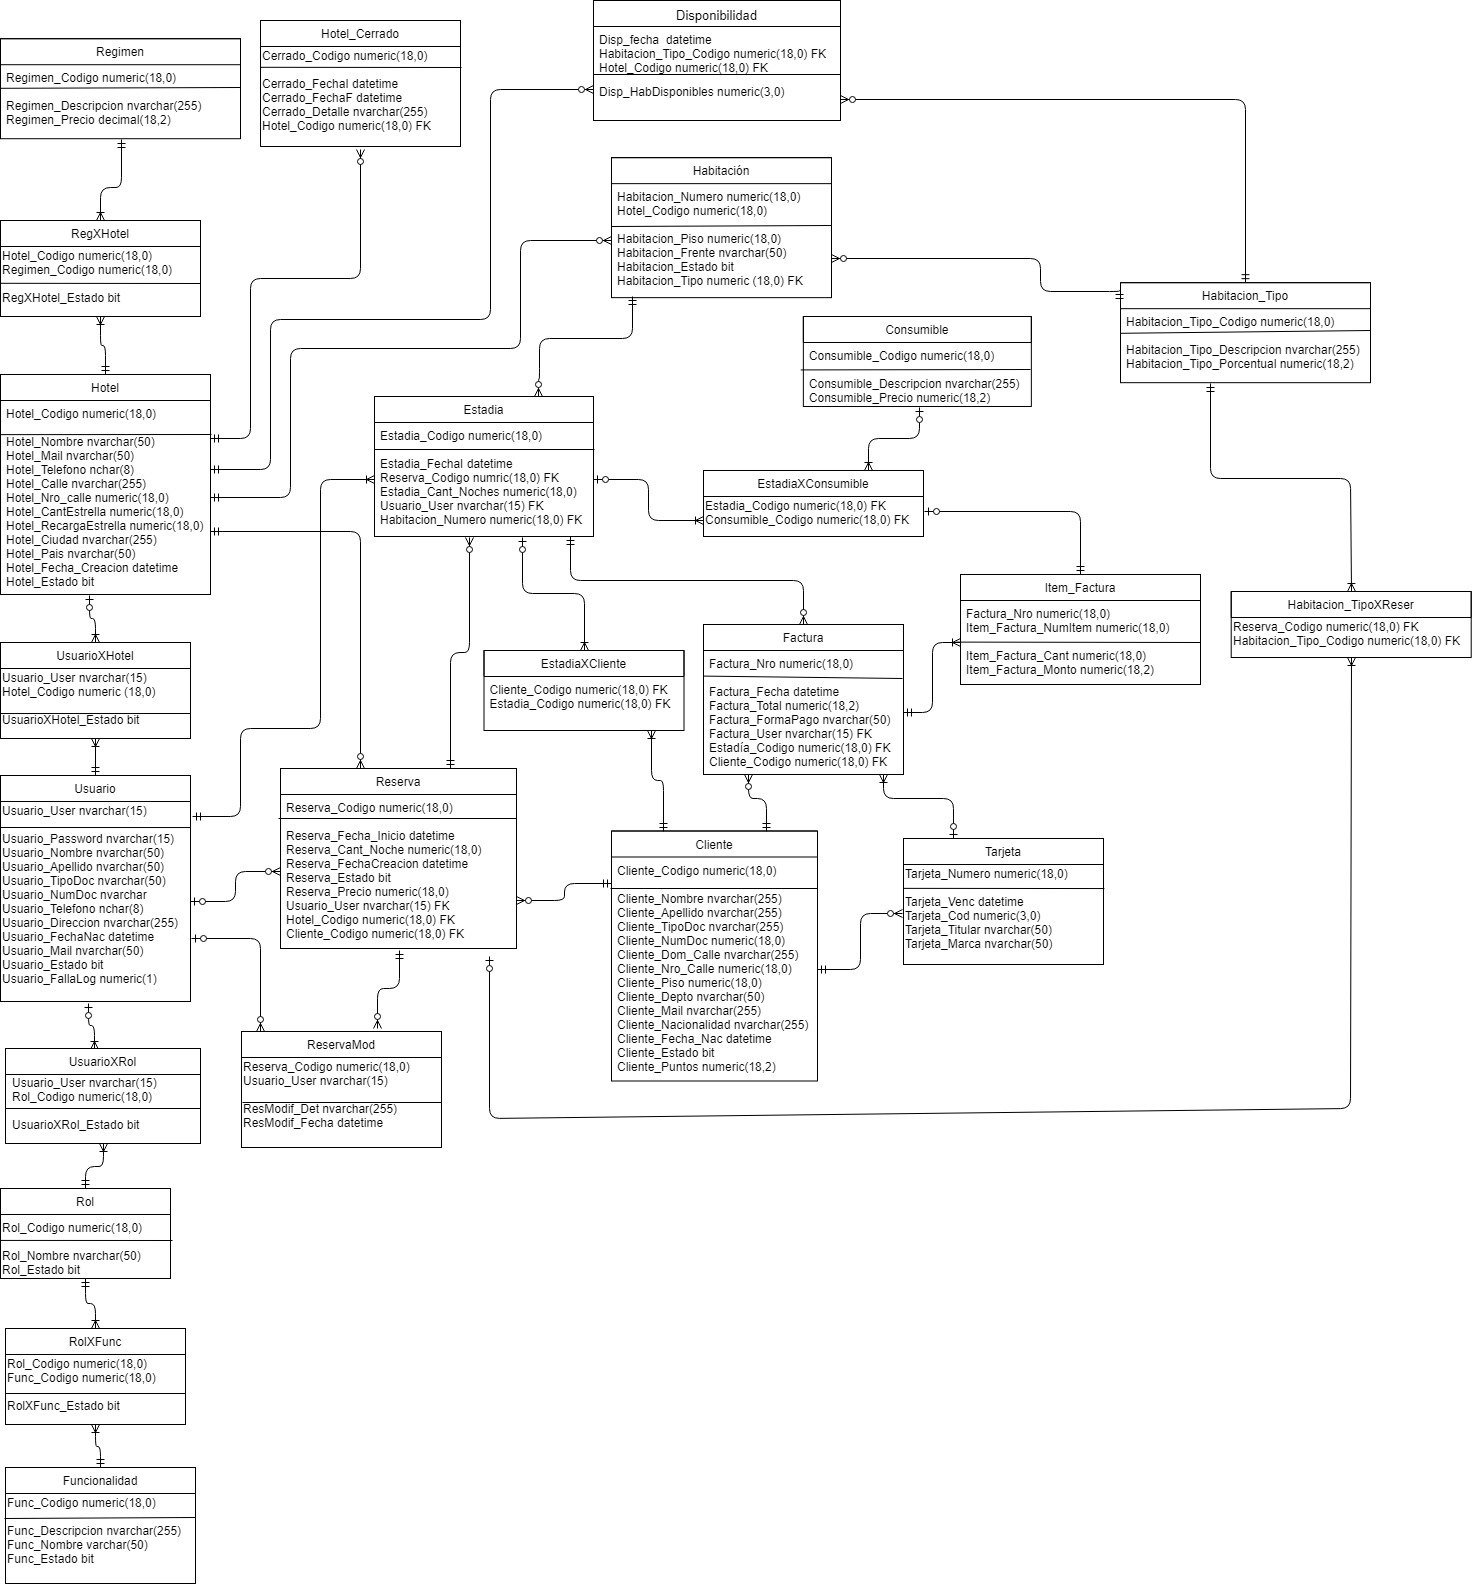 Regimen
Regimen_Codigo numeric(18,0)
Regimen_Descripcion nvarchar(255)
Regimen_Precio decimal(18,2)
Hotel_Cerrado
Cerrado_Codigo numeric(18,0)
Cerrado_FechaI datetime
Cerrado_FechaF datetime
Cerrado_Detalle nvarchar(255)
Hotel_Codigo numeric(18,0) FK
Disponibilidad
Disp_fecha datetime
Habitacion_Tipo_Codigo numeric(18,0) FK
Hotel_Codigo numeric(18,0) FK
Disp_HabDisponibles numeric(3,0)
Habitación
Habitacion_Numero numeric(18,0)
Hotel_Codigo numeric(18,0)
Habitacion_Piso numeric(18,0)
Habitacion_Frente nvarchar(50)
Habitacion_Estado bit
Habitacion_Tipo numeric (18,0) FK
RegXHotel
Hotel_Codigo numeric(18,0)
Regimen_Codigo numeric(18,0)
RegXHotel_Estado bit
Habitacion_Tipo
Habitacion_Tipo_Codigo numeric(18,0)
Habitacion_Tipo_Descripcion nvarchar(255)
Habitacion_Tipo_Porcentual numeric(18,2)
Consumible
Consumible_Codigo numeric(18,0)
Consumible_Descripcion nvarchar(255)
Consumible_Precio numeric(18,2)
Hotel
Hotel_Codigo numeric(18,0)
Hotel_Nombre nvarchar(50)
Hotel_Mail nvarchar(50)
Hotel_Telefono nchar(8)
Hotel_Calle nvarchar(255)
Hotel_Nro_calle numeric(18,0)
Hotel_CantEstrella numeric(18,0)
Hotel_RecargaEstrella numeric(18,0)
Hotel_Ciudad nvarchar(255)
Hotel_Pais nvarchar(50)
Hotel_Fecha_Creacion datetime
Hotel_Estado bit
Estadia
Estadia_Codigo numeric(18,0)
Estadia_FechaI datetime
Reserva_Codigo numric(18,0) FK
Estadia_Cant_Noches numeric(18,0)
Usuario_User nvarchar(15) FK
Habitacion_Numero numeric(18,0) FK
EstadiaXConsumible
Estadia_Codigo numeric(18,0) FK
Consumible_Codigo numeric(18,0) FK
Item_Factura
Factura_Nro numeric(18,0)
Item_Factura_NumItem numeric(18,0)
Item_Factura_Cant numeric(18,0)
Item_Factura_Monto numeric(18,2)
Habitacion_TipoXReser
Reserva_Codigo numeric(18,0) FK
Habitacion_Tipo_Codigo numeric(18,0) FK
UsuarioXHotel
Usuario_User nvarchar(15)
Hotel_Codigo numeric (18,0)
UsuarioXHotel_Estado bit
EstadiaXCliente
Cliente_Codigo numeric(18,0) FK
Estadia_Codigo numeric(18,0) FK
Factura
Factura_Nro numeric(18,0)
Factura_Fecha datetime
Factura_Total numeric(18,2)
Factura_FormaPago nvarchar(50)
Factura_User nvarchar(15) FK
Estadía_Codigo numeric(18,0) FK
Cliente_Codigo numeric(18,0) FK
Usuario
Usuario_User nvarchar(15)
Usuario_Password nvarchar(15)
Usuario_Nombre nvarchar(50)
Usuario_Apellido nvarchar(50)
Usuario_TipoDoc nvarchar(50)
Usuario_NumDoc nvarchar
Usuario_Telefono nchar(8)
Usuario_Direccion nvarchar(255)
Usuario_FechaNac datetime
Usuario_Mail nvarchar(50)
Usuario_Estado bit
Usuario_FallaLog numeric(1)
Reserva
Reserva_Codigo numeric(18,0)
Reserva_Fecha_Inicio datetime
Reserva_Cant_Noche numeric(18,0)
Reserva_FechaCreacion datetime
Reserva_Estado bit
Reserva_Precio numeric(18,0)
Usuario_User nvarchar(15) FK
Hotel_Codigo numeric(18,0) FK
Cliente_Codigo numeric(18,0) FK
Cliente
Cliente_Codigo numeric(18,0)
Cliente_Nombre nvarchar(255)
Cliente_Apellido nvarchar(255)
Cliente_TipoDoc nvarchar(255)
Cliente_NumDoc numeric(18,0)
Cliente_Dom_Calle nvarchar(255)
Cliente_Nro_Calle numeric(18,0)
Cliente_Piso numeric(18,0)
Cliente_Depto nvarchar(50)
Cliente_Mail nvarchar(255)
Cliente_Nacionalidad nvarchar(255)
Cliente_Fecha_Nac datetime
Cliente_Estado bit
Cliente_Puntos numeric(18,2)
Tarjeta
Tarjeta_Numero numeric(18,0)
Tarjeta_Venc datetime
Tarjeta_Cod numeric(3,0)
Tarjeta_Titular nvarchar(50)
Tarjeta_Marca nvarchar(50)
ReservaMod
Reserva_Codigo numeric(18,0)
Usuario_User nvarchar(15)
ResModif_Det nvarchar(255)
ResModif_Fecha datetime
UsuarioXRol
Usuario_User nvarchar(15)
Rol_Codigo numeric(18,0)
UsuarioXRol_Estado bit
Rol
Rol_Codigo numeric(18,0)
Rol_Nombre nvarchar(50)
Rol_Estado bit
RolXFunc
Rol_Codigo numeric(18,0)
Func_Codigo numeric(18,0)
RolXFunc_Estado bit
Funcionalidad
Func_Codigo numeric(18,0)
Func_Descripcion nvarchar(255)
Func_Nombre varchar(50)
Func_Estado bit